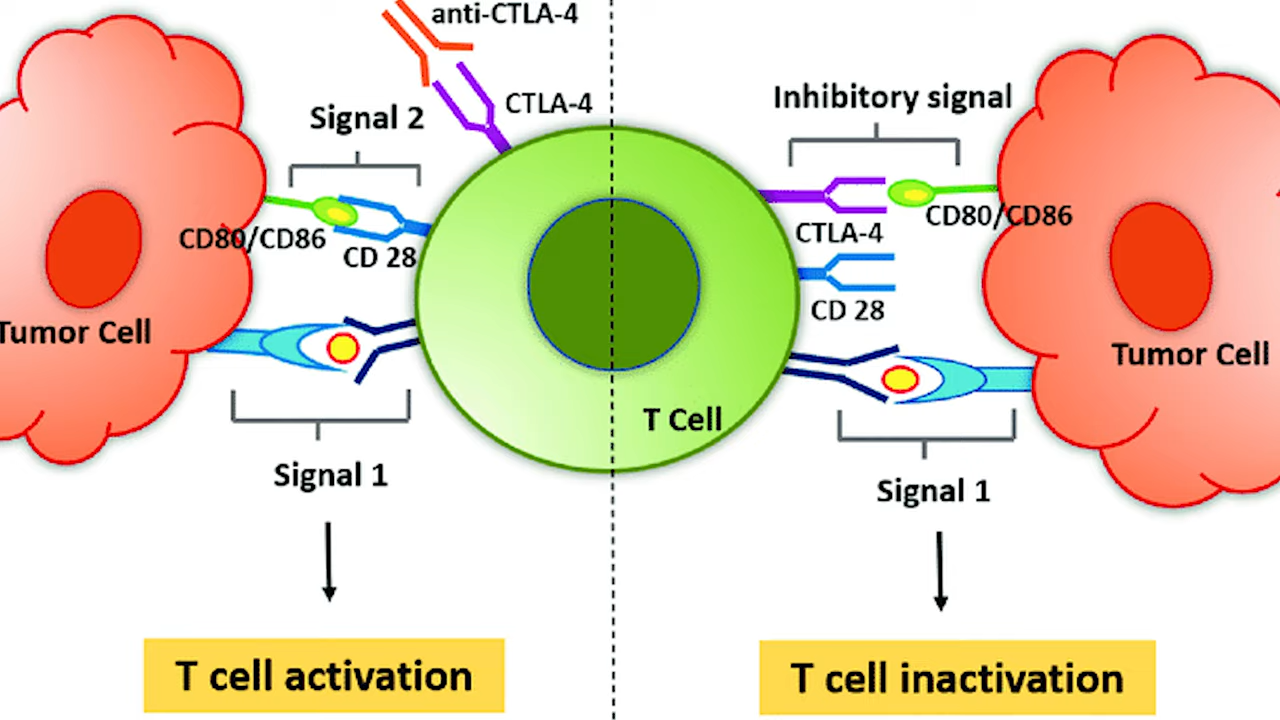 anti-CTLA-4
CTLA-4
Signal 2
CD80/CD86
CD 28
Tumor Cell
Signal 1
T cell activation
T Cell
Inhibitory signal
CTLA-4
CD80/CD86
CD 28
Tumor Cell
Signal 1
T cell inactivation